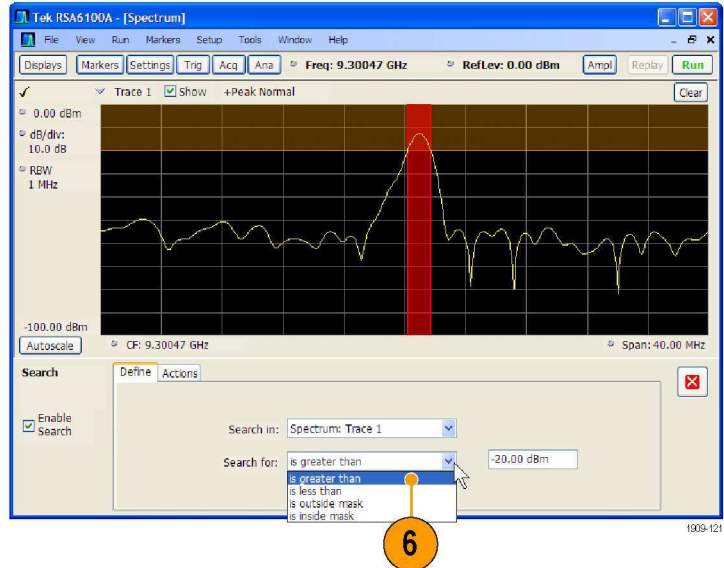 Tek RSA6100A - [Spectrum]
File View Run Markers Setup Tools Window Help
Displays Markers Settings Trig Acq Ana Freq: 9.30047 GHz RefLev: 0.00 dBm Ampl Replay Run
Trace 1 Show +Peak Normal Clear
0.00 dBm
dB/div:
10.0 dB
RBW
1 MHz
-100.00 dBm
Autoscale CF: 9.30047 GHz Span: 40.00 MHz
Search Define Actions
Enable
Search
Search in: Spectrum: Trace 1
Search for: is greater than -20.00 dBm
is greater than
is less than
is outside mask
is inside mask
6
1909-121